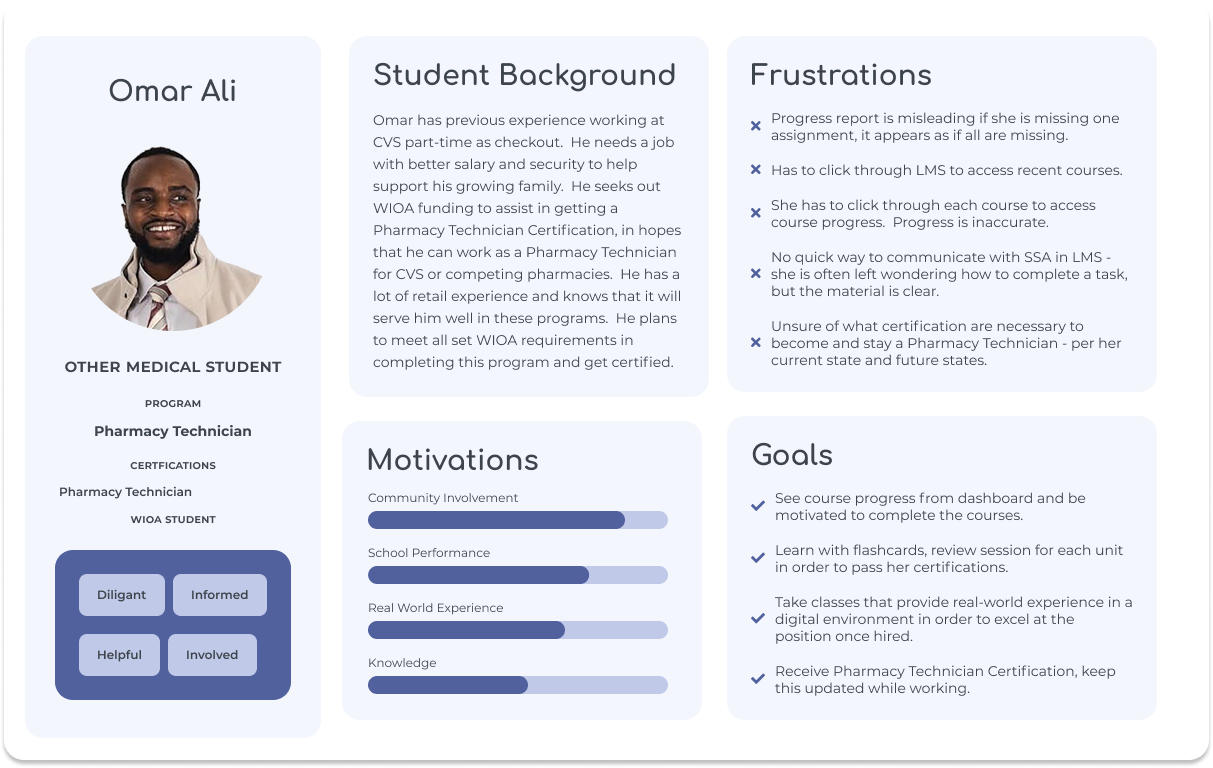 Omar Ali
OTHER MEDICAL STUDENT
PROGRAM
Pharmacy Technician
CERTFICATIONS
Pharmacy Technician
WIOA STUDENT
Diligant
Informed
Helpful
Involved
Student Background
Omar has previous experience working at
CVS part-time as checkout.  He needs a job
with better salary and security to help
support his growing family.  He seeks out
WIOA funding to assist in getting a
Pharmacy Technician Certification, in hopes
that he can work as a Pharmacy Technician
for CVS or competing pharmacies.  He has a
lot of retail experience and knows that it will
serve him well in these programs.  He plans
to meet all set WIOA requirements in
completing this program and get certified.
Motivations
Community Involvement
School Performance
Real World Experience
Knowledge
Frustrations
Progress report is misleading if she is missing one
assignment, it appears as if all are missing.
Has to click through LMS to access recent courses.
She has to click through each course to access
course progress.  Progress is inaccurate.
No quick way to communicate with SSA in LMS -
she is often left wondering how to complete a task,
but the material is clear.
Unsure of what certification are necessary to
become and stay a Pharmacy Technician - per her
current state and future states.
Goals
See course progress from dashboard and be
motivated to complete the courses.
Learn with flashcards, review session for each unit
in order to pass her certifications.
Take classes that provide real-world experience in a
digital environment in order to excel at the
position once hired.
Receive Pharmacy Technician Certification, keep
this updated while working.